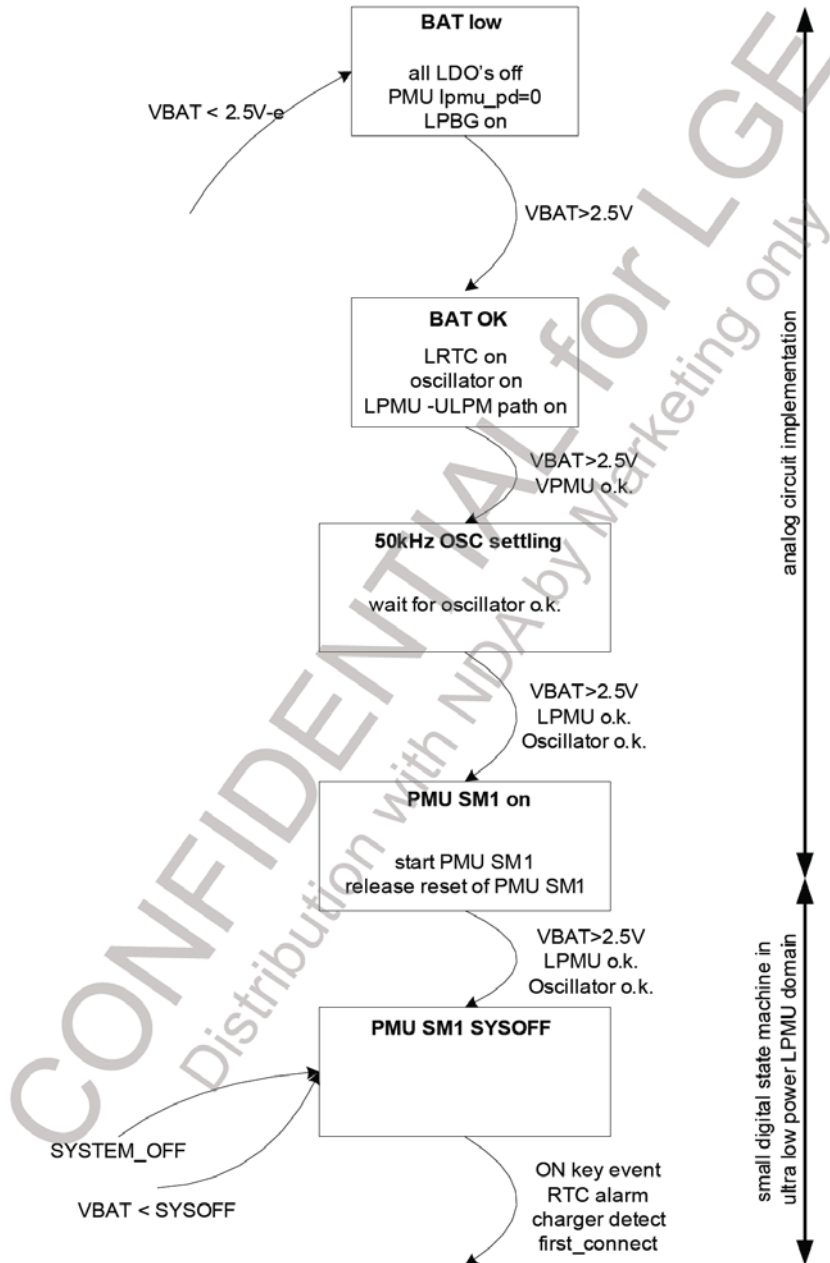 BAT low
all LDO's off
PMU lpmu_pd=0
LPBG on
VBAT < 2.5V-e
VBAT>2.5V
BAT OK
LRTC on
oscillator on
LPMU -ULPM path on
VBAT>2.5V
VPMU o.k.
50kHz OSC settling
wait for oscillator o.k.
VBAT>2.5V
LPMU o.k.
Oscillator o.k.
PMU SM1 on
start PMU SM1
release reset of PMU SM1
VBAT>2.5V
LPMU o.k.
Oscillator o.k.
PMU SM1 SYSOFF
SYSTEM_OFF
VBAT < SYSOFF
ON key event
RTC alarm
charger detect
first_connect
analog circuit implementation
small digital state machine in
ultra low power LPMU domain
CONFIDENTIAL for LGE
Distribution with NDA by Marketing only